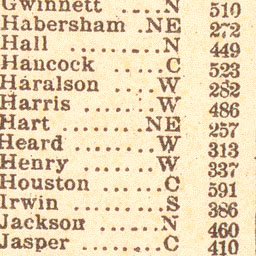 Gwinnett ....N 510
Habersham .NE 272
Hall ........N 449
Hancock .....C 523
Haralson ....W 282
Harris ......W 486
Hart .......NE 257
Heard .......W 313
Henry .......W 337
Houston .....C 591
Irwin .......S 386
Jackson .....N 460
Jasper ......C 410